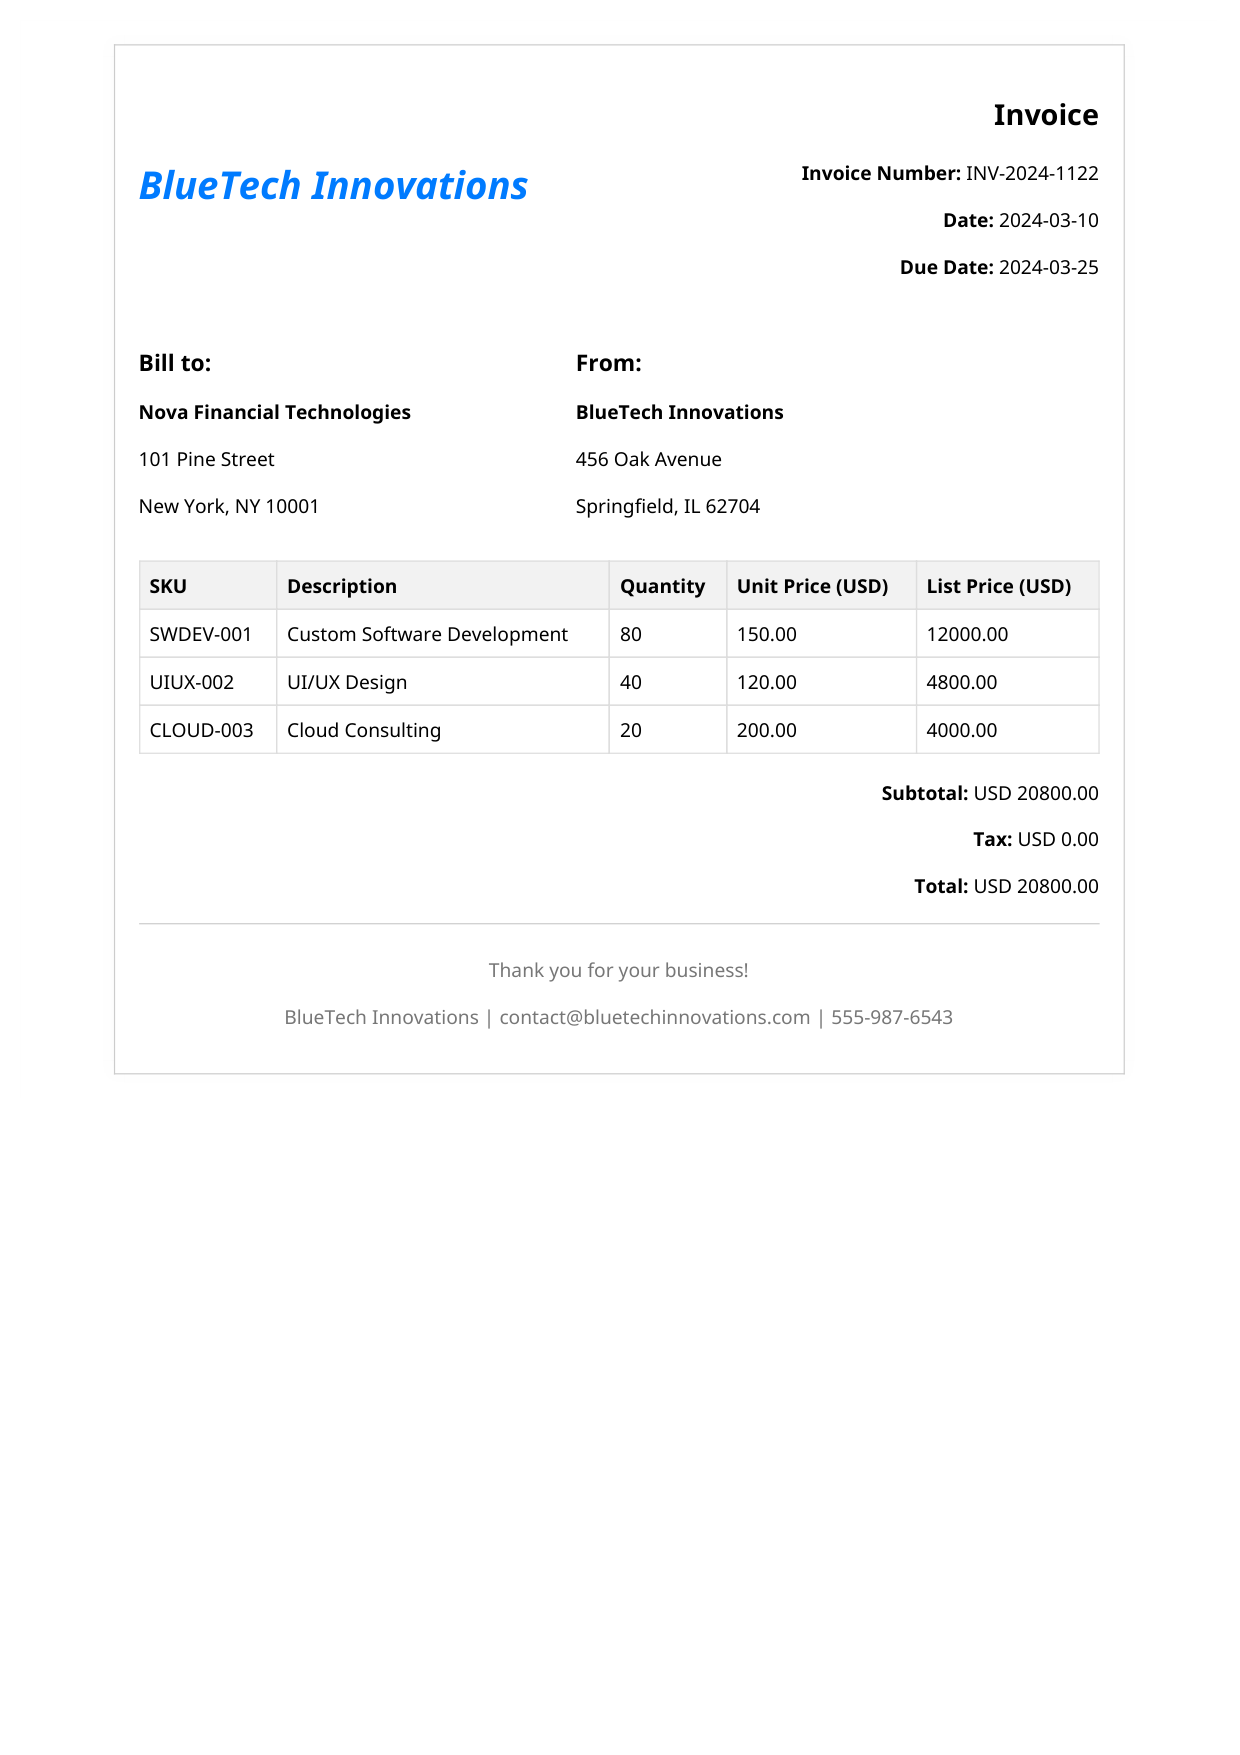 Invoice
BlueTech Innovations
Invoice Number: INV-2024-1122
Date: 2024-03-10
Due Date: 2024-03-25
Bill to:
Nova Financial Technologies
101 Pine Street
New York, NY 10001
From:
BlueTech Innovations
456 Oak Avenue
Springfield, IL 62704
SKU Description Quantity Unit Price (USD) List Price (USD)
SWDEV-001 Custom Software Development 80 150.00 12000.00
UIUX-002 UI/UX Design 40 120.00 4800.00
CLOUD-003 Cloud Consulting 20 200.00 4000.00
Subtotal: USD 20800.00
Tax: USD 0.00
Total: USD 20800.00
Thank you for your business!
BlueTech Innovations | contact@bluetechinnovations.com | 555-987-6543